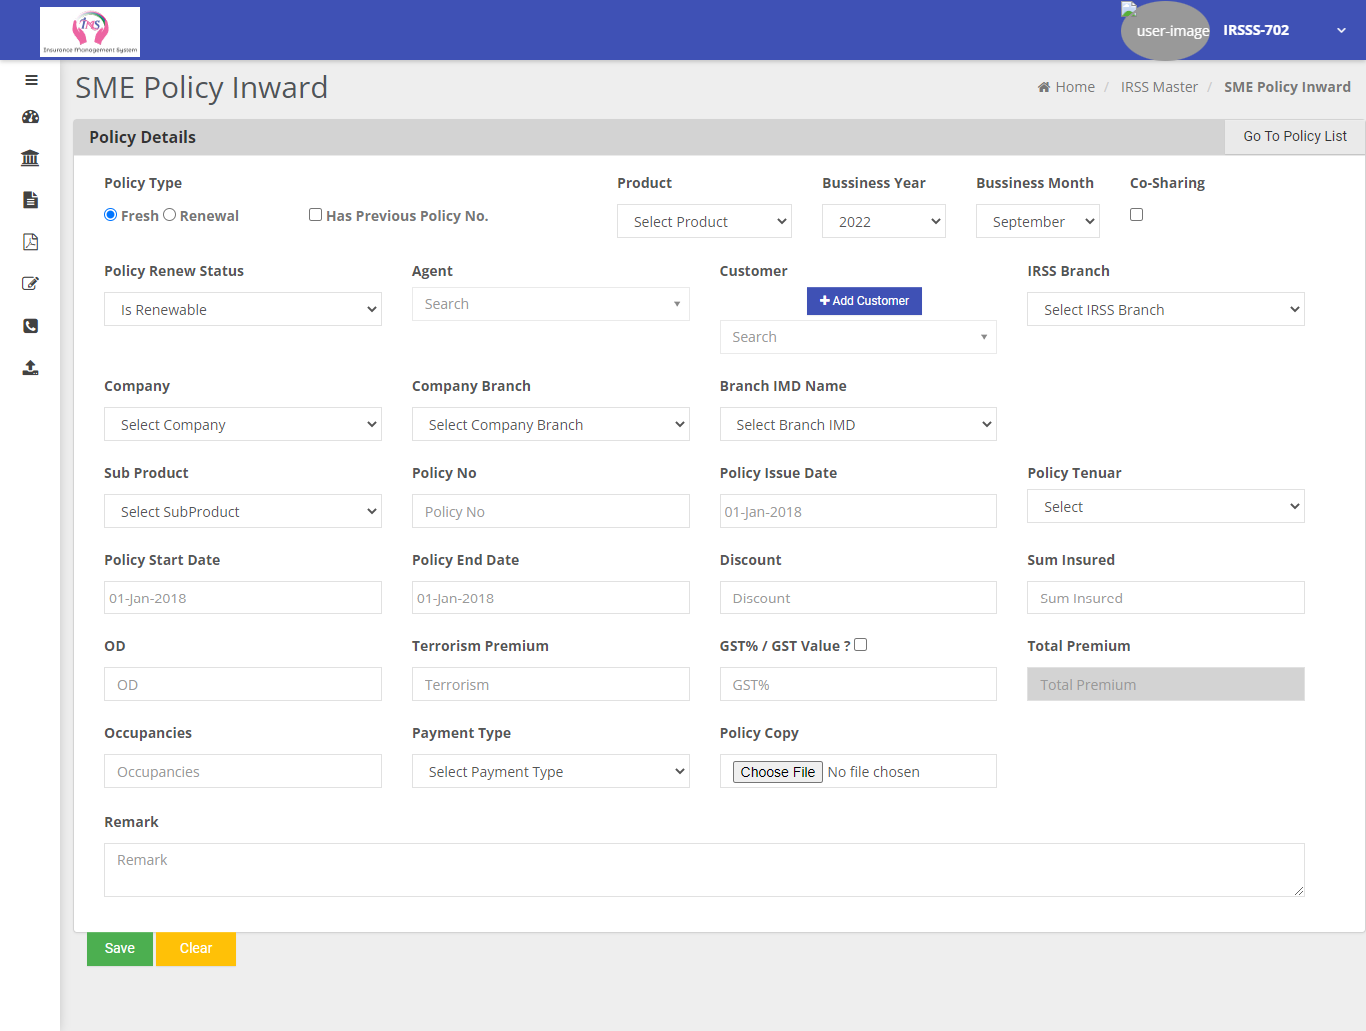 IMS
Insurance Management System
user-image
IRSSS-702
SME Policy Inward
Home / IRSS Master / SME Policy Inward
Policy Details
Go To Policy List
Policy Type
Product
Bussiness Year
Bussiness Month
Co-Sharing
Fresh Renewal
Has Previous Policy No.
Select Product
2022
September
Policy Renew Status
Agent
Customer
IRSS Branch
Is Renewable
Search
Add Customer
Search
Select IRSS Branch
Company
Company Branch
Branch IMD Name
Select Company
Select Company Branch
Select Branch IMD
Sub Product
Policy No
Policy Issue Date
Policy Tenuar
Select SubProduct
Policy No
01-Jan-2018
Select
Policy Start Date
Policy End Date
Discount
Sum Insured
01-Jan-2018
01-Jan-2018
Discount
Sum Insured
OD
Terrorism Premium
GST% / GST Value ?
Total Premium
OD
Terrorism
GST%
Total Premium
Occupancies
Payment Type
Policy Copy
Occupancies
Select Payment Type
Choose File No file chosen
Remark
Remark
Save
Clear